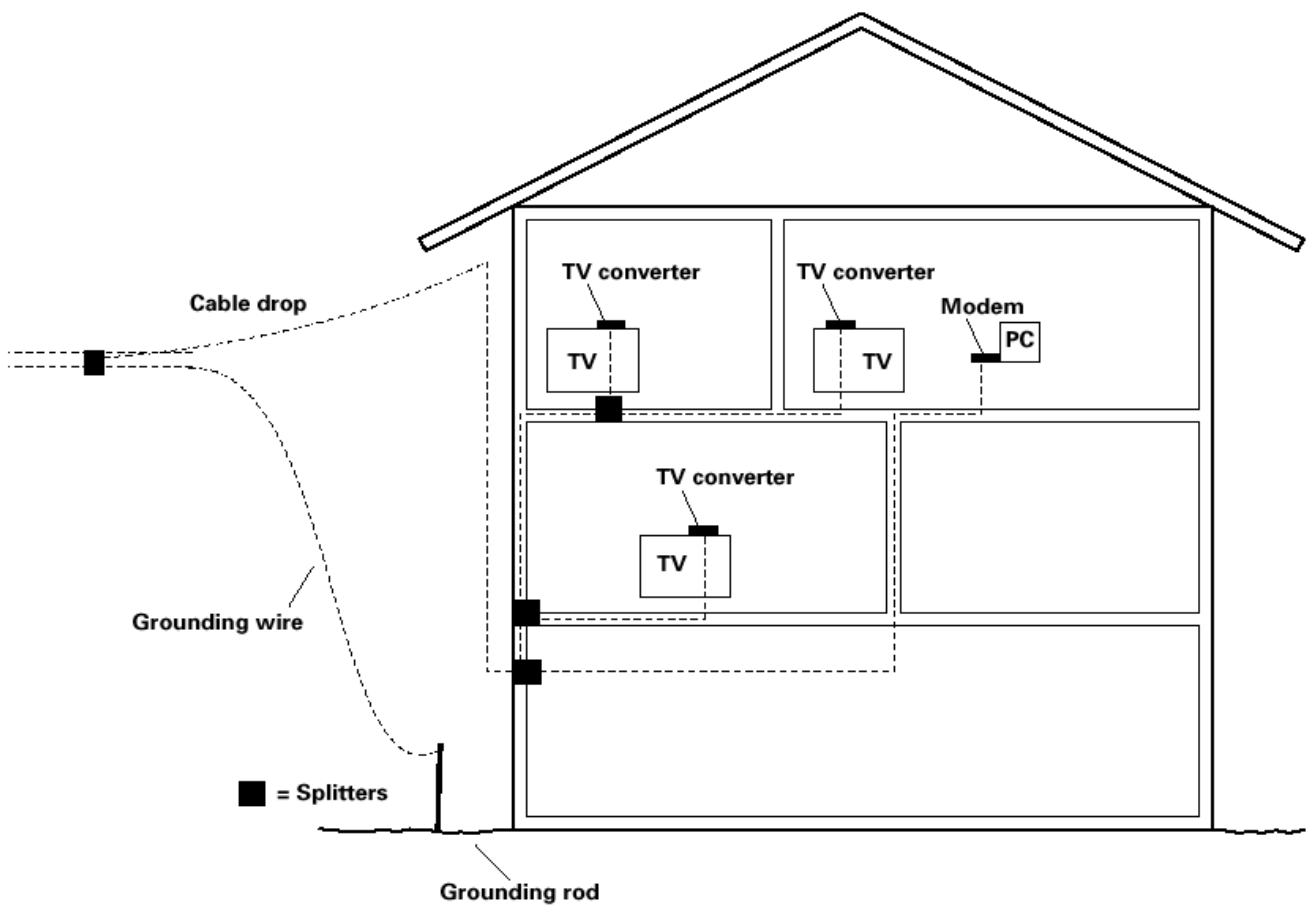 TV converter
TV converter
Cable drop
Modem
PC
TV
TV
TV converter
TV
Grounding wire
= Splitters
Grounding rod